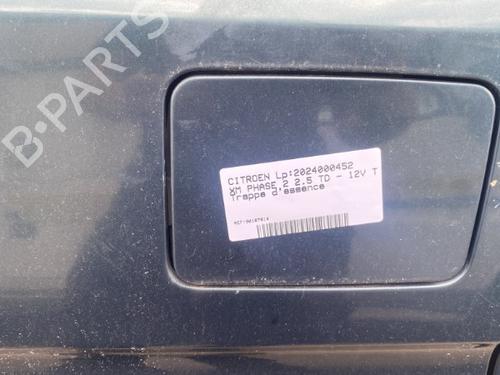 CITROEN Lp:2024000452
XM PHASE 2 2.5 TD - 12V T
Trappe d'essence
B-PARTS